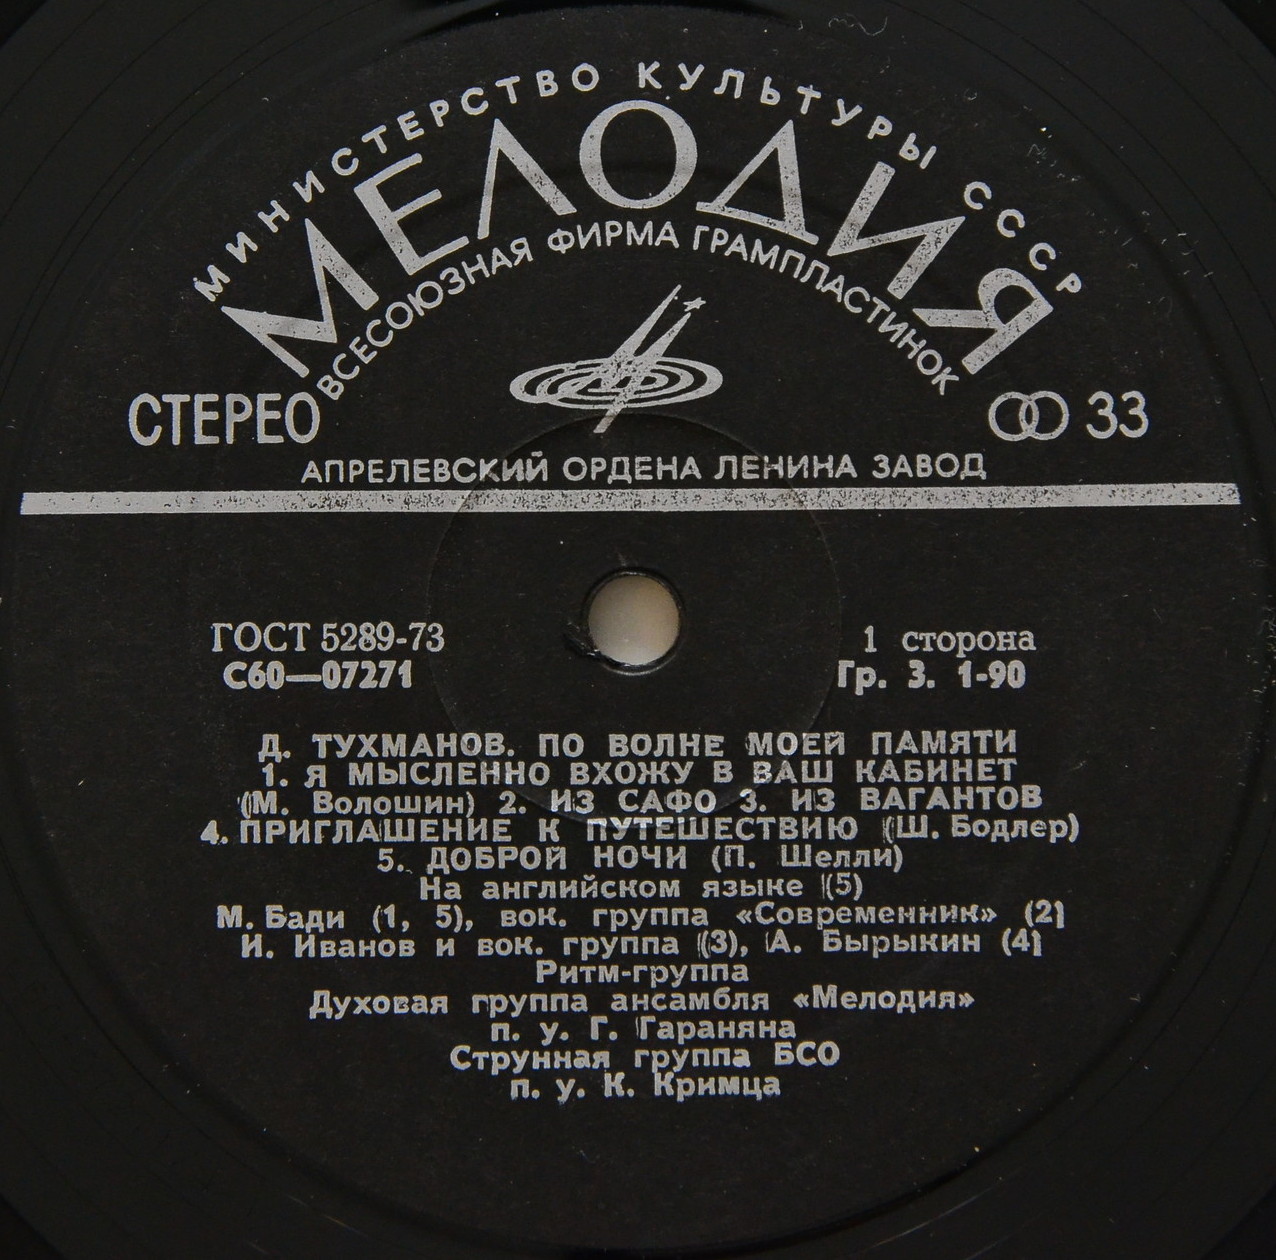 МИНИСТЕРСТВО КУЛЬТУРЫ СССР
МЕЛОДИЯ
ВСЕСОЮЗНАЯ ФИРМА ГРАМПЛАСТИНОК
СТЕРЕО
33
АПРЕЛЕВСКИЙ ОРДЕНА ЛЕНИНА ЗАВОД
ГОСТ 5289-73
С60—07271
1 сторона
Гр. 3. 1-90
Д. ТУХМАНОВ. ПО ВОЛНЕ МОЕЙ ПАМЯТИ
1. Я МЫСЛЕННО ВХОЖУ В ВАШ КАБИНЕТ
(М. Волошин) 2. ИЗ САФО 3. ИЗ ВАГАНТОВ
4. ПРИГЛАШЕНИЕ К ПУТЕШЕСТВИЮ (Ш. Бодлер)
5. ДОБРОЙ НОЧИ (П. Шелли)
На английском языке (5)
М. Бади (1, 5), вок. группа «Современник» (2)
И. Иванов и вок. группа (3), А. Бырыкин (4)
Ритм-группа
Духовая группа ансамбля «Мелодия»
п. у. Г. Гараняна
Струнная группа БСО
п. у. К. Кримца